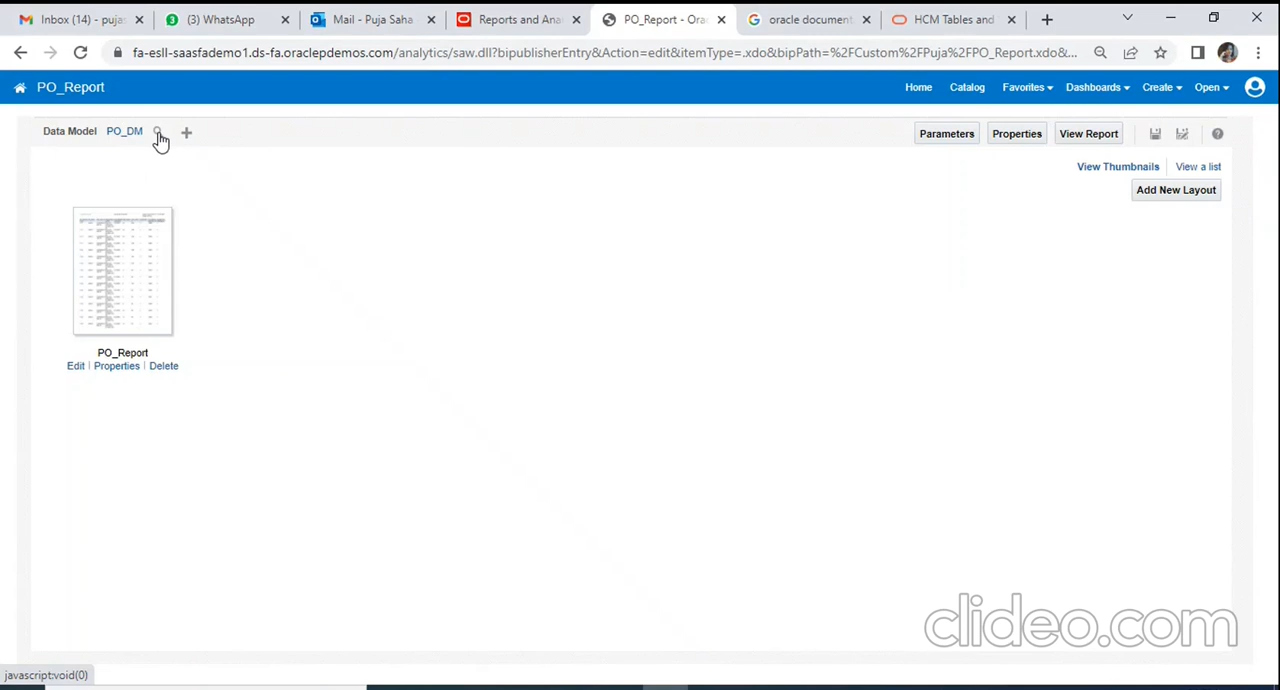 Inbox (14) - pujas
(3) WhatsApp
Mail - Puja Saha
Reports and Ana
PO_Report - Ora
oracle document
HCM Tables and
fa-esll-saasfademo1.ds-fa.oraclepdemos.com/analytics/saw.dll?bipublisherEntry&Action=edit&itemType=.xdo&bipPath=%2FCustom%2FPuja%2FPO_Report.xdo&...
PO_Report
Home
Catalog
Favorites
Dashboards
Create
Open
Data Model
PO_DM
Parameters
Properties
View Report
View Thumbnails
View a list
Add New Layout
PO_Report
Edit | Properties | Delete
clideo.com
javascript:void(0)